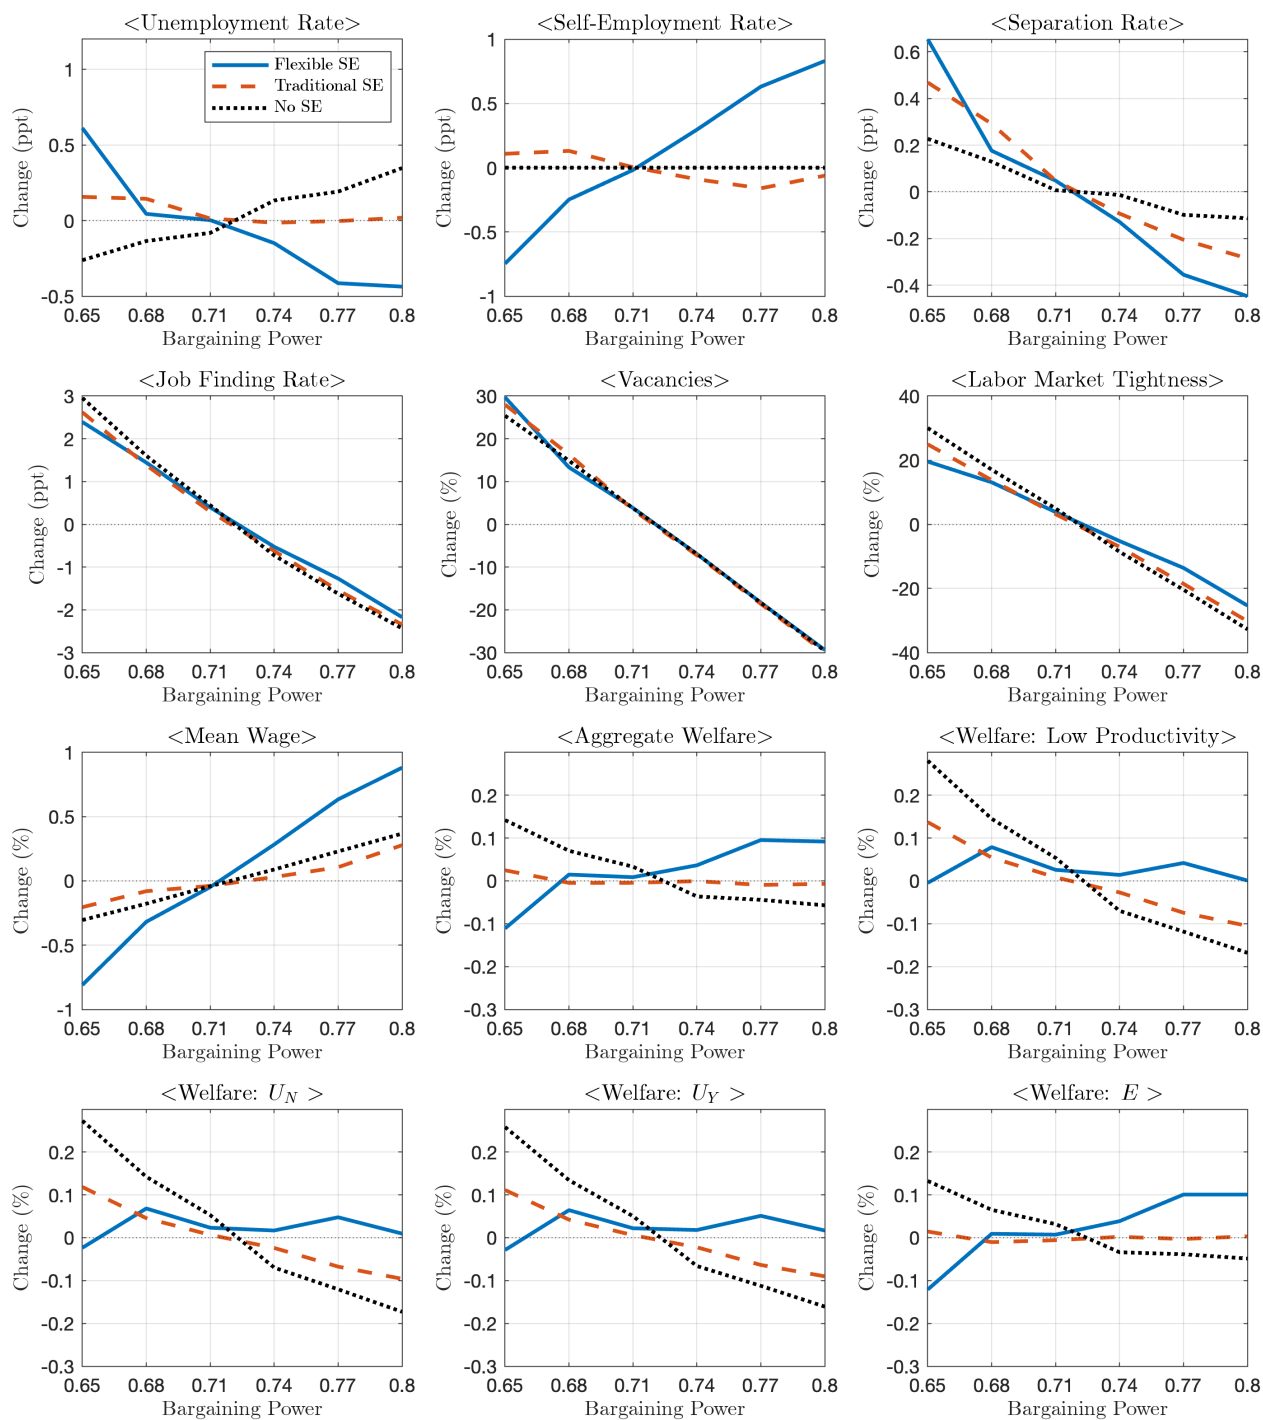 <Unemployment Rate>
Change (ppt)
1
0.5
0
-0.5
Flexible SE
Traditional SE
No SE
0.65 0.68 0.71 0.74 0.77 0.8
Bargaining Power
<Self-Employment Rate>
Change (ppt)
1
0.5
0
-0.5
-1
0.65 0.68 0.71 0.74 0.77 0.8
Bargaining Power
<Separation Rate>
Change (ppt)
0.6
0.4
0.2
0
-0.2
-0.4
0.65 0.68 0.71 0.74 0.77 0.8
Bargaining Power
<Job Finding Rate>
Change (ppt)
3
2
1
0
-1
-2
-3
0.65 0.68 0.71 0.74 0.77 0.8
Bargaining Power
<Vacancies>
Change (%)
30
20
10
0
-10
-20
-30
0.65 0.68 0.71 0.74 0.77 0.8
Bargaining Power
<Labor Market Tightness>
Change (%)
40
20
0
-20
-40
0.65 0.68 0.71 0.74 0.77 0.8
Bargaining Power
<Mean Wage>
Change (%)
1
0.5
0
-0.5
-1
0.65 0.68 0.71 0.74 0.77 0.8
Bargaining Power
<Aggregate Welfare>
Change (%)
0.2
0.1
0
-0.1
-0.2
-0.3
0.65 0.68 0.71 0.74 0.77 0.8
Bargaining Power
<Welfare: Low Productivity>
Change (%)
0.2
0.1
0
-0.1
-0.2
-0.3
0.65 0.68 0.71 0.74 0.77 0.8
Bargaining Power
<Welfare: U_N >
Change (%)
0.2
0.1
0
-0.1
-0.2
-0.3
0.65 0.68 0.71 0.74 0.77 0.8
Bargaining Power
<Welfare: U_Y >
Change (%)
0.2
0.1
0
-0.1
-0.2
-0.3
0.65 0.68 0.71 0.74 0.77 0.8
Bargaining Power
<Welfare: E >
Change (%)
0.2
0.1
0
-0.1
-0.2
-0.3
0.65 0.68 0.71 0.74 0.77 0.8
Bargaining Power